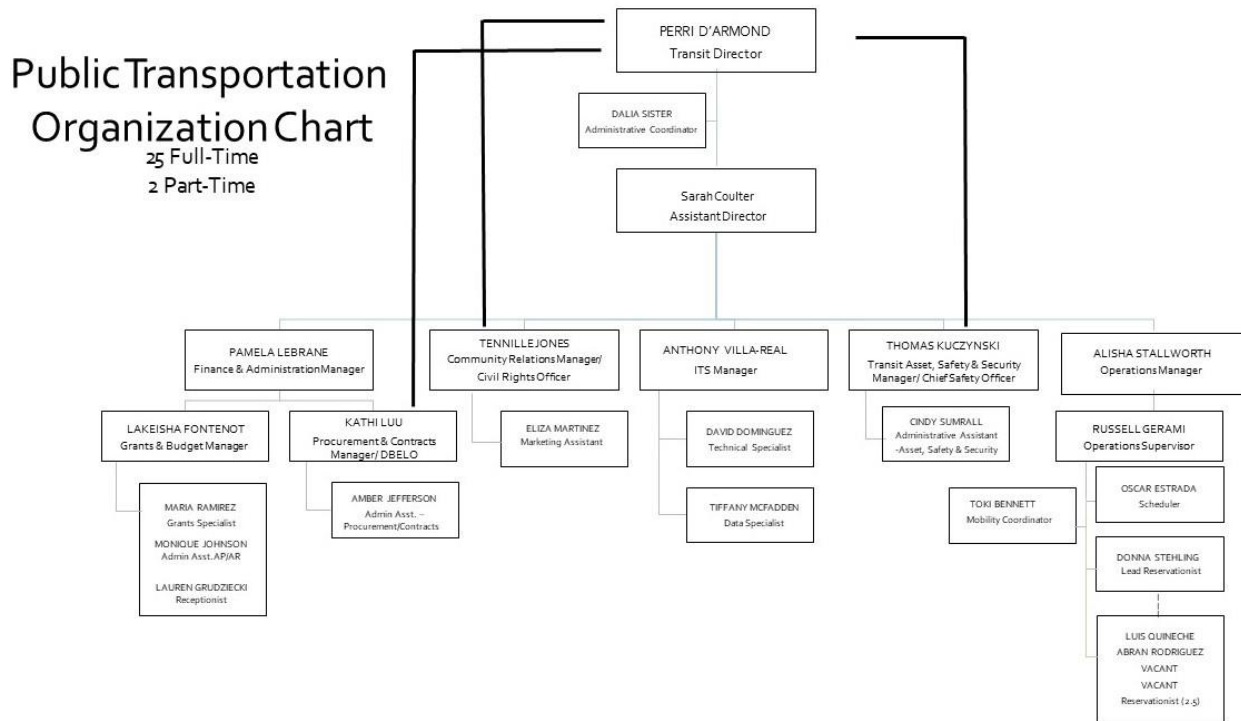 Public Transportation
Organization Chart
25 Full-Time
2 Part-Time
PERRI D'ARMOND
Transit Director
DALIA SISTER
Administrative Coordinator
Sarah Coulter
Assistant Director
PAMELA LEBRANE
Finance & Administration Manager
TENNILLE JONES
Community Relations Manager/
Civil Rights Officer
ANTHONY VILLA-REAL
ITS Manager
THOMAS KUCZYNSKI
Transit Asset, Safety & Security
Manager/ Chief Safety Officer
ALISHA STALLWORTH
Operations Manager
LAKEISHA FONTENOT
Grants & Budget Manager
KATHI LUU
Procurement & Contracts
Manager/ DBELO
ELIZA MARTINEZ
Marketing Assistant
DAVID DOMINGUEZ
Technical Specialist
CINDY SUMRALL
Administrative Assistant
-Asset, Safety & Security
RUSSELL GERAMI
Operations Supervisor
MARIA RAMIREZ
Grants Specialist
MONIQUE JOHNSON
Admin Asst. AP/AR
LAUREN GRUDZIECKI
Receptionist
AMBER JEFFERSON
Admin Asst. –
Procurement/Contracts
TIFFANY MCFADDEN
Data Specialist
TOKI BENNETT
Mobility Coordinator
OSCAR ESTRADA
Scheduler
DONNA STEHLING
Lead Reservationist
LUIS QUINECHE
ABRAN RODRIGUEZ
VACANT
VACANT
Reservationist (2.5)